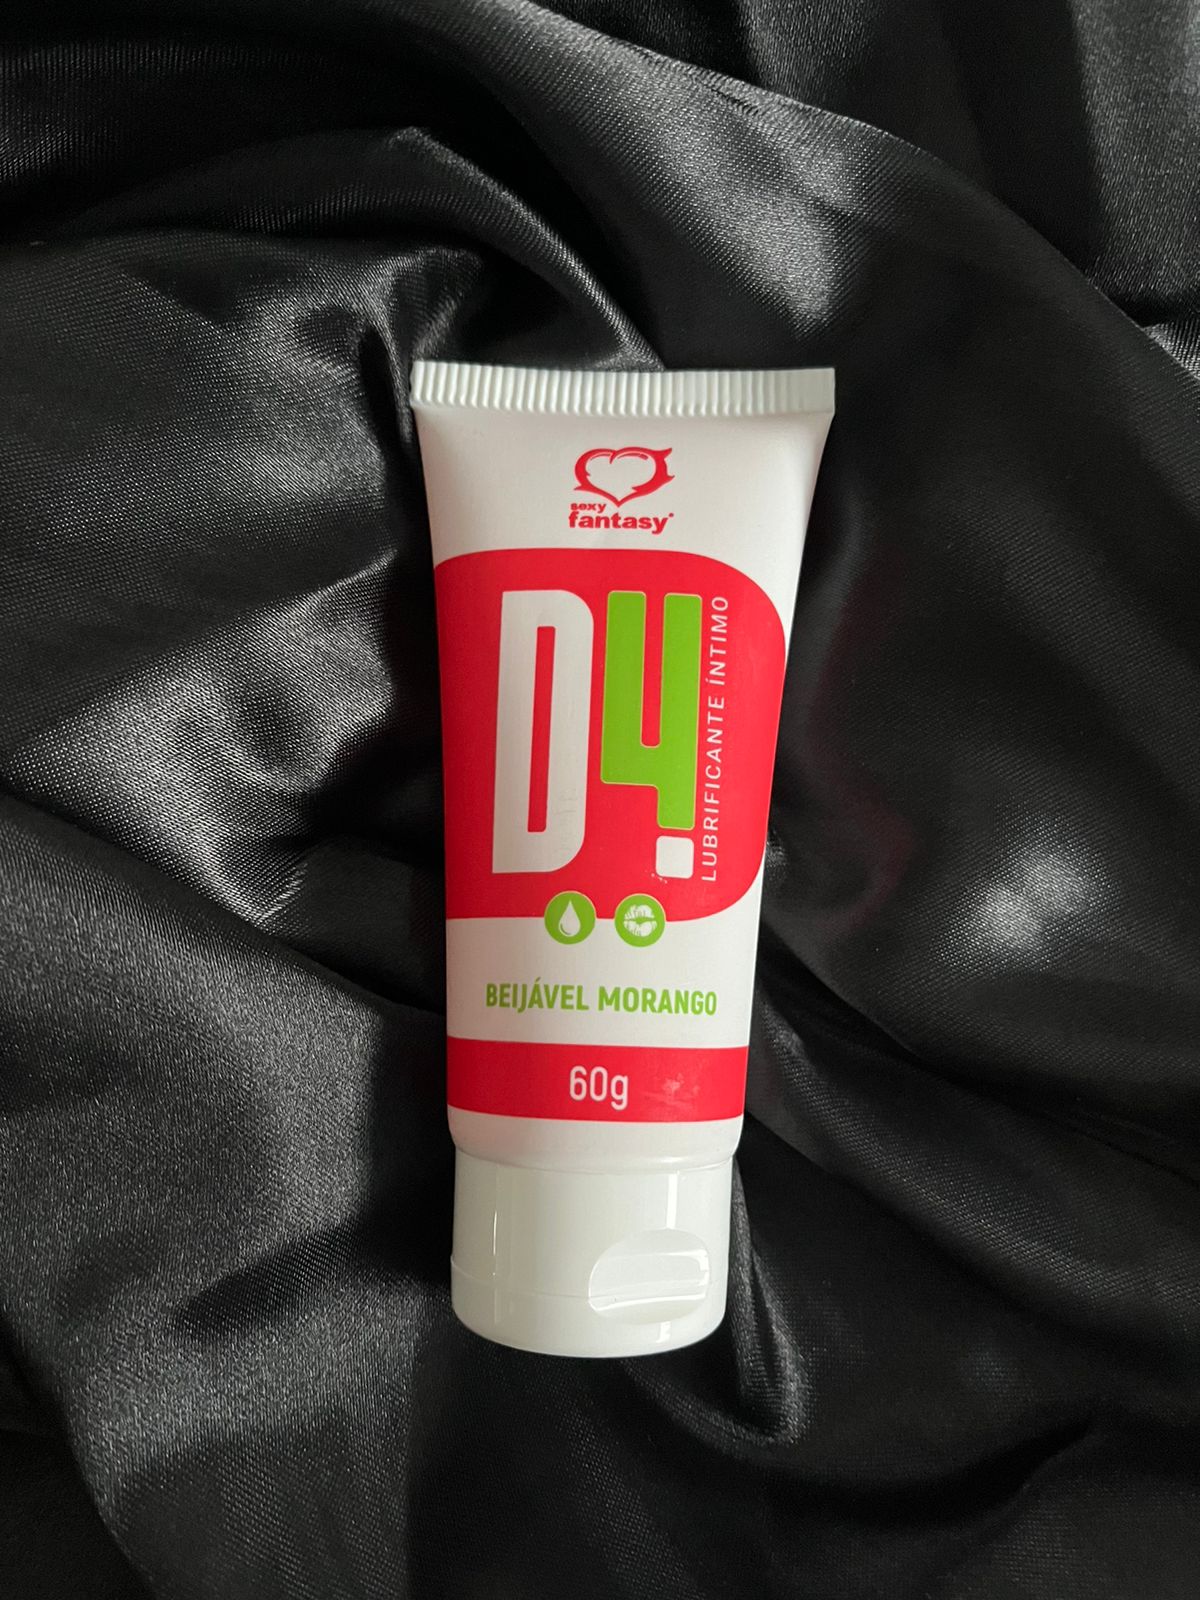 sexy
fantasy
D4
LUBRIFICANTE ÍNTIMO
BEIJÁVEL MORANGO
60g